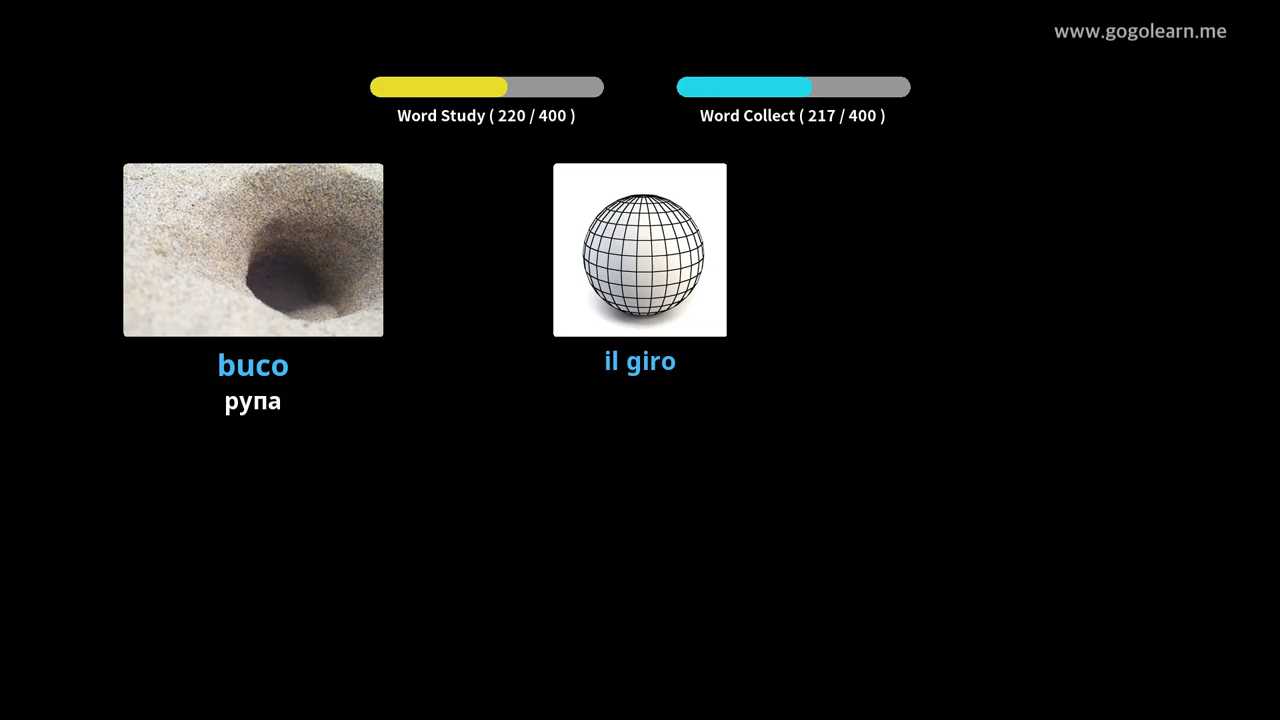 www.gogolearn.me
Word Study ( 220 / 400 )
Word Collect ( 217 / 400 )
buco
рупа
il giro